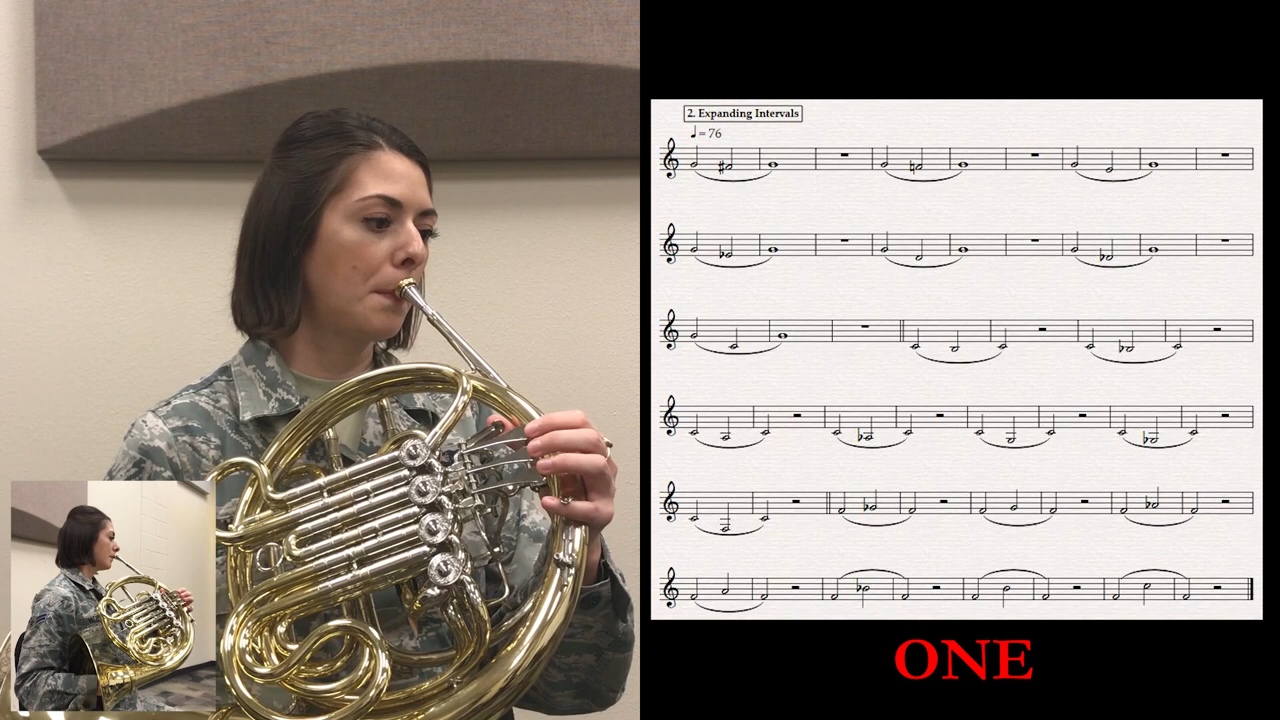 2. Expanding Intervals
♩ = 76
ONE